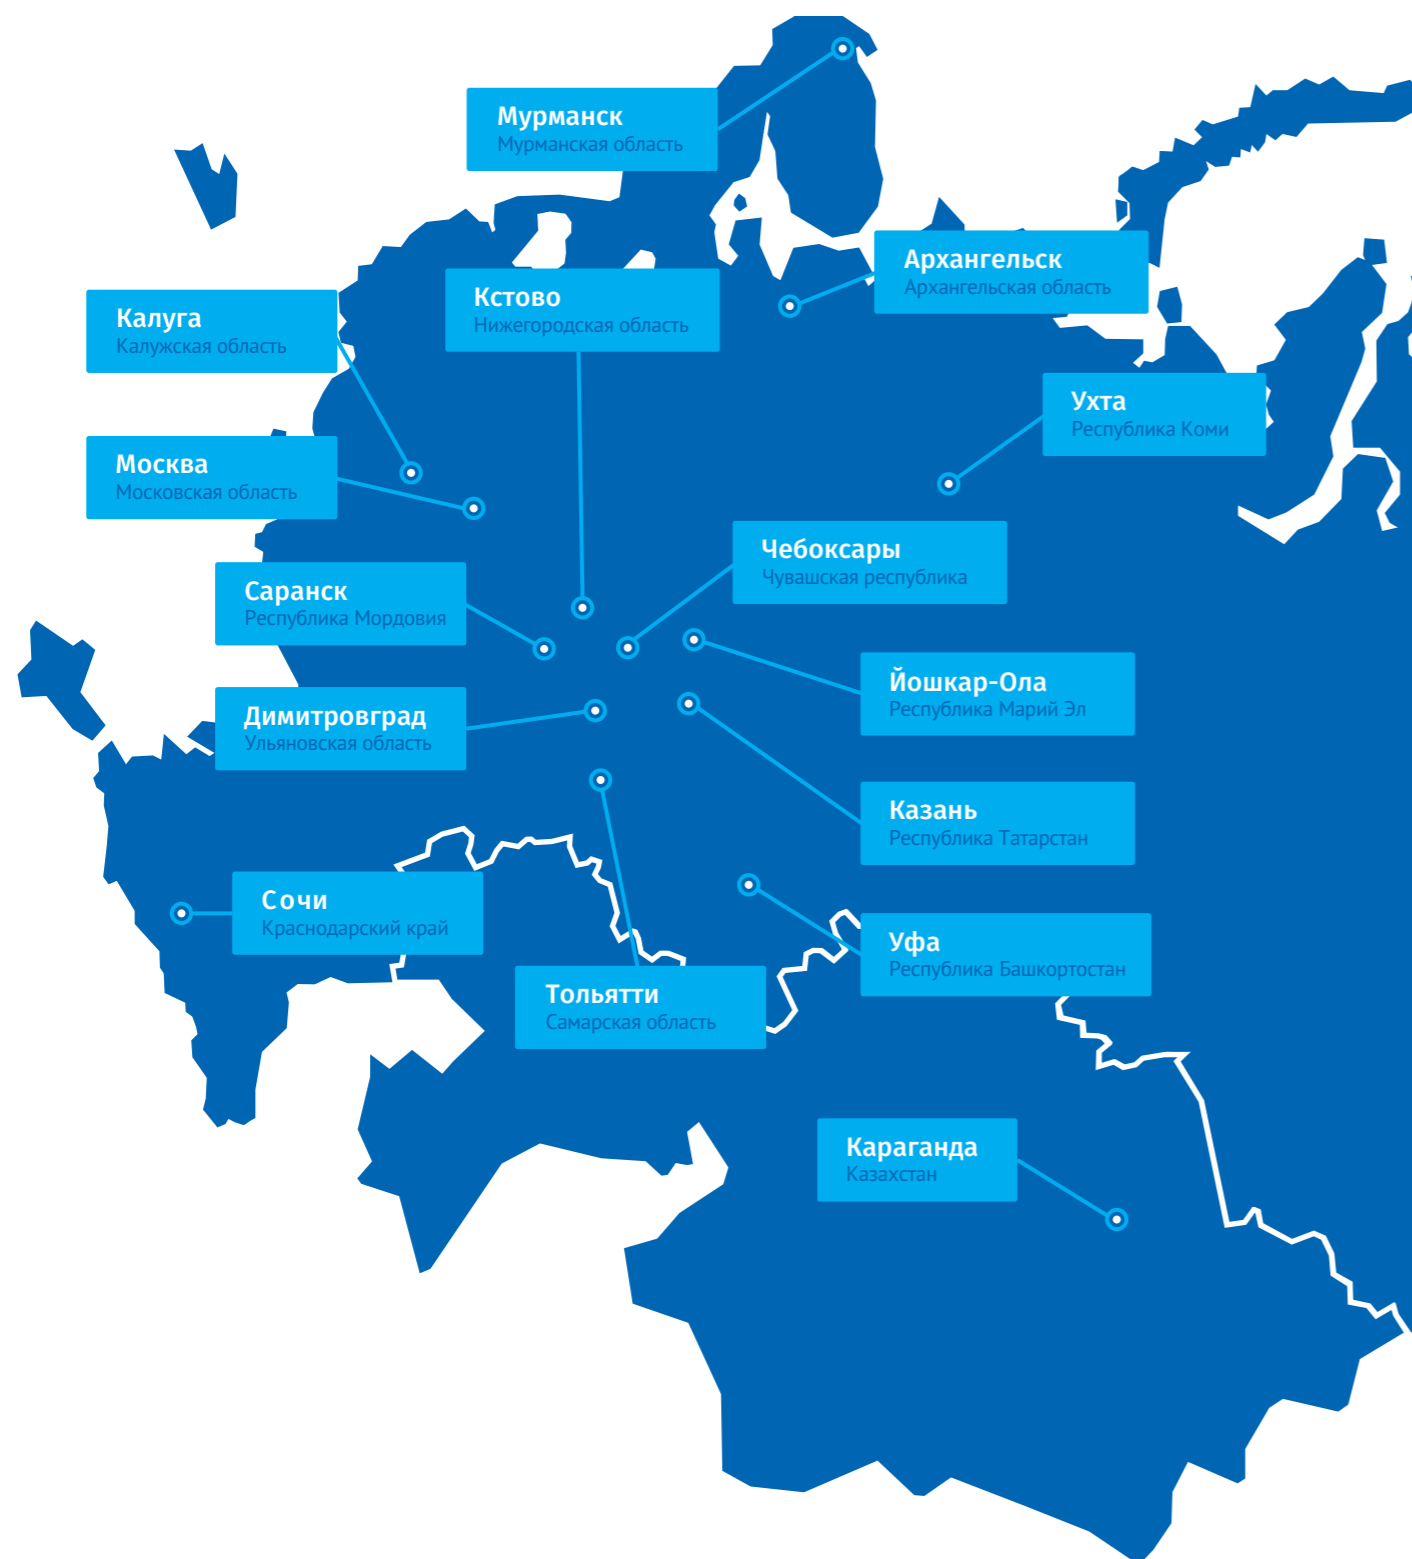 Мурманск
Мурманская область
Архангельск
Архангельская область
Кстово
Нижегородская область
Калуга
Калужская область
Ухта
Республика Коми
Москва
Московская область
Чебоксары
Чувашская республика
Саранск
Республика Мордовия
Йошкар-Ола
Республика Марий Эл
Димитровград
Ульяновская область
Казань
Республика Татарстан
Сочи
Краснодарский край
Уфа
Республика Башкортостан
Тольятти
Самарская область
Караганда
Казахстан